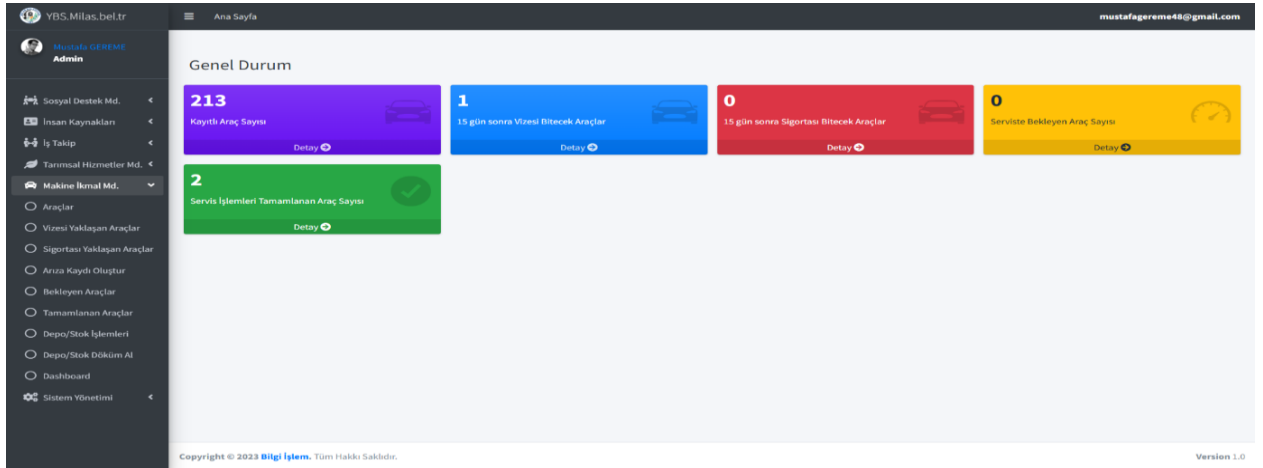 YBS.Milas.bel.tr
Ana Sayfa
mustafagereme48@gmail.com
Mustafa GEREME
Admin
Sosyal Destek Md.
İnsan Kaynakları
İş Takip
Tarımsal Hizmetler Md.
Makine İkmal Md.
Araçlar
Vizesi Yaklaşan Araçlar
Sigortası Yaklaşan Araçlar
Arıza Kaydı Oluştur
Bekleyen Araçlar
Tamamlanan Araçlar
Depo/Stok İşlemleri
Depo/Stok Döküm Al
Dashboard
Sistem Yönetimi
Genel Durum
213
Kayıtlı Araç Sayısı
Detay
1
15 gün sonra Vizesi Bitecek Araçlar
Detay
0
15 gün sonra Sigortası Bitecek Araçlar
Detay
0
Serviste Bekleyen Araç Sayısı
Detay
2
Servis İşlemleri Tamamlanan Araç Sayısı
Detay
Copyright © 2023 Bilgi İşlem. Tüm Hakkı Saklıdır.
Version 1.0